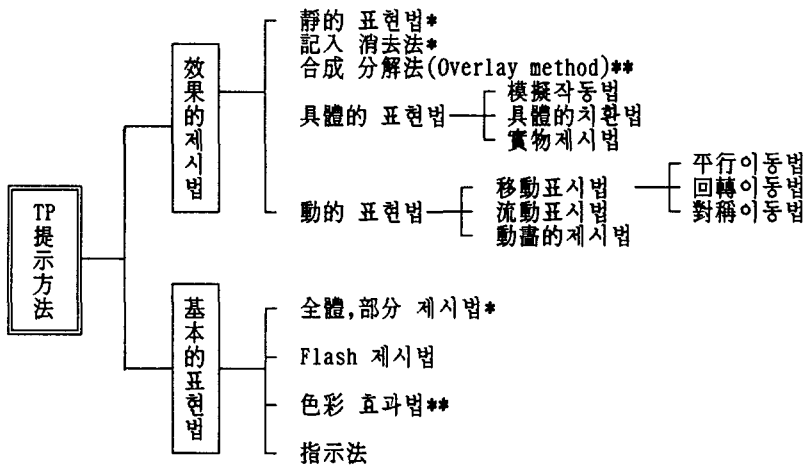 TP提示方法
效果的제시법
靜的 표현법*
記入 消去法*
合成 分解法(Overlay method)**
具體的 표현법
模擬作動법
具體的치환법
實物제시법
動的 표현법
移動표시법
流動표시법
動畵的제시법
平行이동법
回轉이동법
對稱이동법
基本的표현법
全體,部分 제시법*
Flash 제시법
色彩 효과법**
指示法